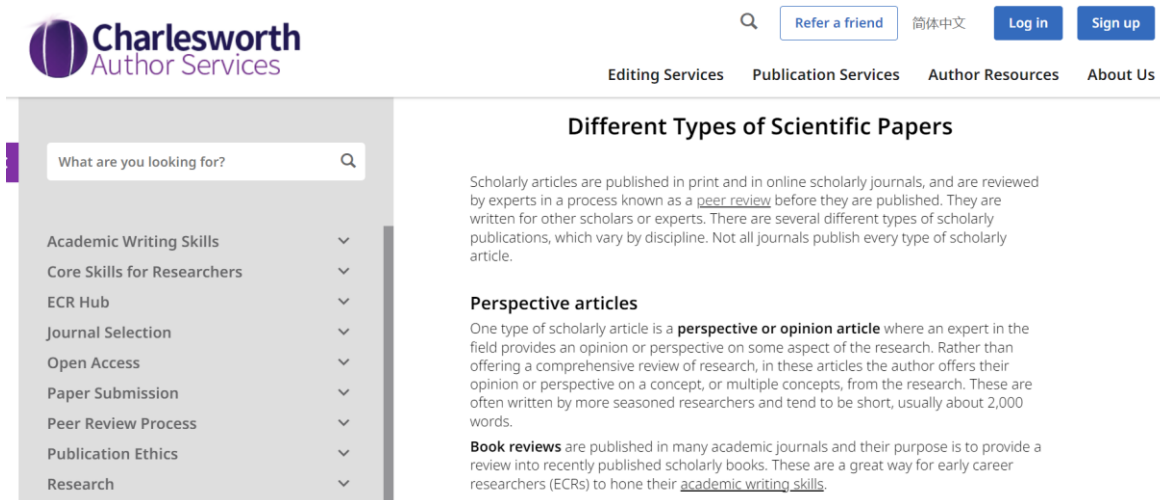 Charlesworth
Author Services
Refer a friend
简体中文
Log in
Sign up
Editing Services
Publication Services
Author Resources
About Us
What are you looking for?
Academic Writing Skills
Core Skills for Researchers
ECR Hub
Journal Selection
Open Access
Paper Submission
Peer Review Process
Publication Ethics
Research
Different Types of Scientific Papers
Scholarly articles are published in print and in online scholarly journals, and are reviewed
by experts in a process known as a peer review before they are published. They are
written for other scholars or experts. There are several different types of scholarly
publications, which vary by discipline. Not all journals publish every type of scholarly
article.
Perspective articles
One type of scholarly article is a perspective or opinion article where an expert in the
field provides an opinion or perspective on some aspect of the research. Rather than
offering a comprehensive review of research, in these articles the author offers their
opinion or perspective on a concept, or multiple concepts, from the research. These are
often written by more seasoned researchers and tend to be short, usually about 2,000
words.
Book reviews are published in many academic journals and their purpose is to provide a
review into recently published scholarly books. These are a great way for early career
researchers (ECRs) to hone their academic writing skills.